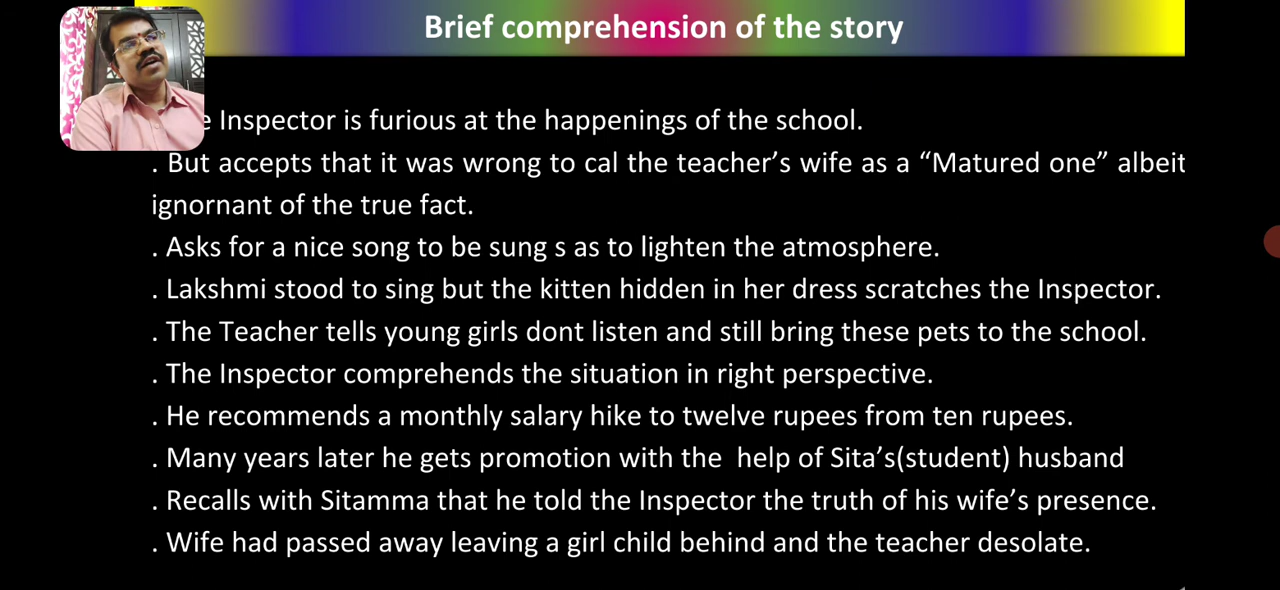 Brief comprehension of the story
e Inspector is furious at the happenings of the school.
. But accepts that it was wrong to cal the teacher’s wife as a “Matured one” albeit
ignornant of the true fact.
. Asks for a nice song to be sung s as to lighten the atmosphere.
. Lakshmi stood to sing but the kitten hidden in her dress scratches the Inspector.
. The Teacher tells young girls dont listen and still bring these pets to the school.
. The Inspector comprehends the situation in right perspective.
. He recommends a monthly salary hike to twelve rupees from ten rupees.
. Many years later he gets promotion with the  help of Sita’s(student) husband
. Recalls with Sitamma that he told the Inspector the truth of his wife’s presence.
. Wife had passed away leaving a girl child behind and the teacher desolate.